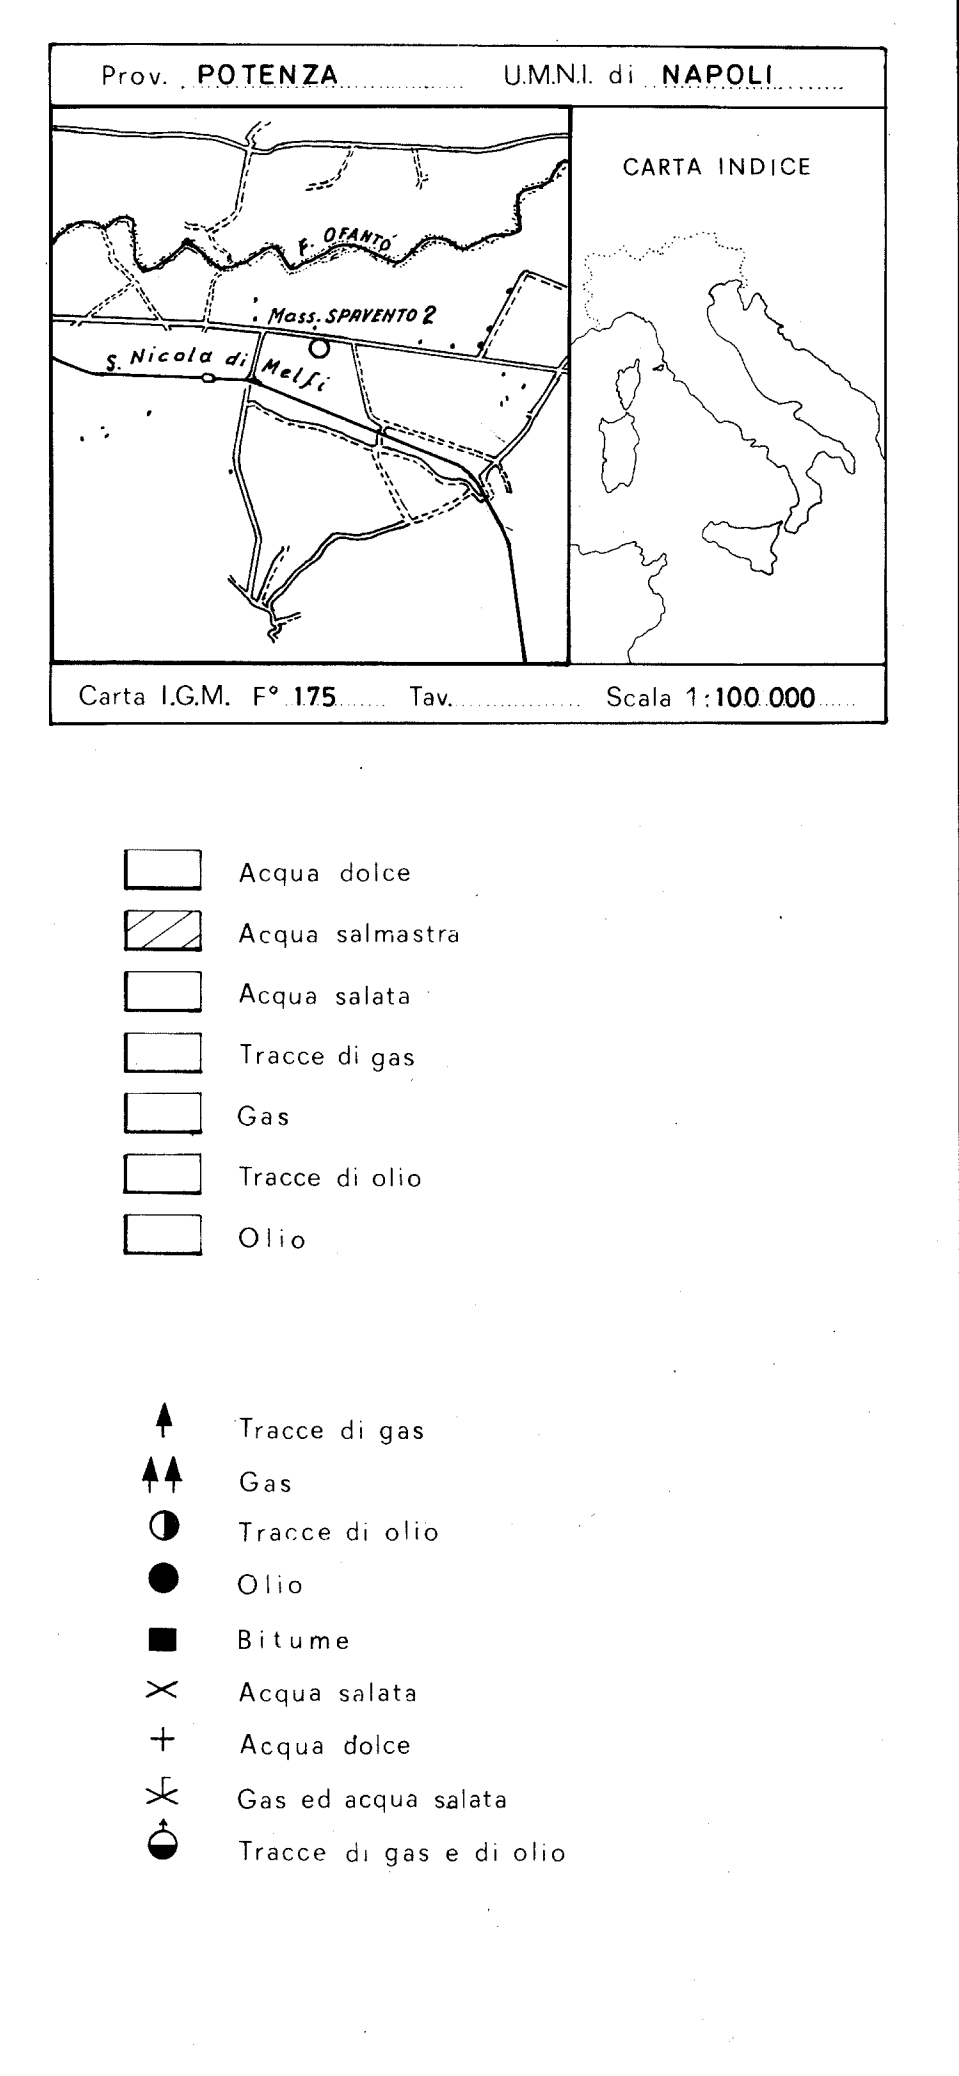 Prov. POTENZA U.M.N.I. di NAPOLI
CARTA INDICE
F. OFANTO
Mass. SPAVENTO 2
S. Nicola di Melfi
Carta I.G.M. F° 175 Tav. Scala 1:100.000
Acqua dolce
Acqua salmastra
Acqua salata
Tracce di gas
Gas
Tracce di olio
Olio
Tracce di gas
Gas
Tracce di olio
Olio
Bitume
Acqua salata
Acqua dolce
Gas ed acqua salata
Tracce di gas e di olio